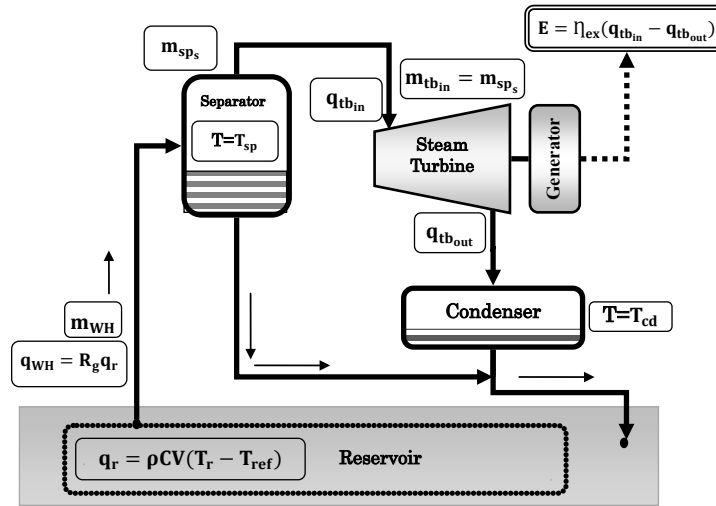 E = η_ex(q_tb_in − q_tb_out)
m_sp_s
Separator
T=T_sp
q_tb_in
m_tb_in = m_sp_s
Steam
Turbine
Generator
q_tb_out
Condenser
T=T_cd
m_WH
q_WH = R_g q_r
q_r = ρCV(T_r − T_ref)
Reservoir